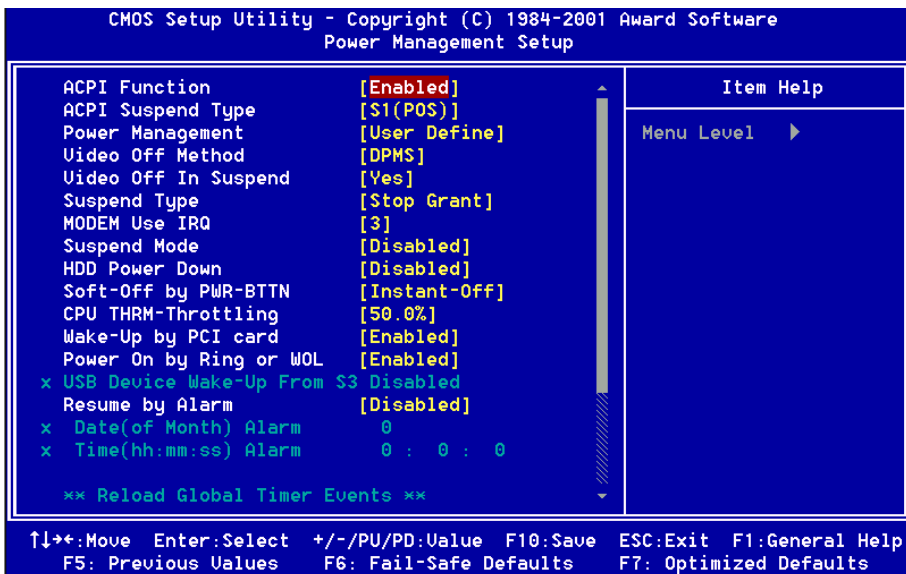 CMOS Setup Utility - Copyright (C) 1984-2001 Award Software
Power Management Setup
ACPI Function [Enabled]
ACPI Suspend Type [S1(POS)]
Power Management [User Define]
Video Off Method [DPMS]
Video Off In Suspend [Yes]
Suspend Type [Stop Grant]
MODEM Use IRQ [3]
Suspend Mode [Disabled]
HDD Power Down [Disabled]
Soft-Off by PWR-BTTN [Instant-Off]
CPU THRM-Throttling [50.0%]
Wake-Up by PCI card [Enabled]
Power On by Ring or WOL [Enabled]
x USB Device Wake-Up From S3 Disabled
Resume by Alarm [Disabled]
x Date(of Month) Alarm 0
x Time(hh:mm:ss) Alarm 0 : 0 : 0
** Reload Global Timer Events **
Item Help
Menu Level
↑↓→←:Move Enter:Select +/-/PU/PD:Value F10:Save ESC:Exit F1:General Help
F5: Previous Values F6: Fail-Safe Defaults F7: Optimized Defaults